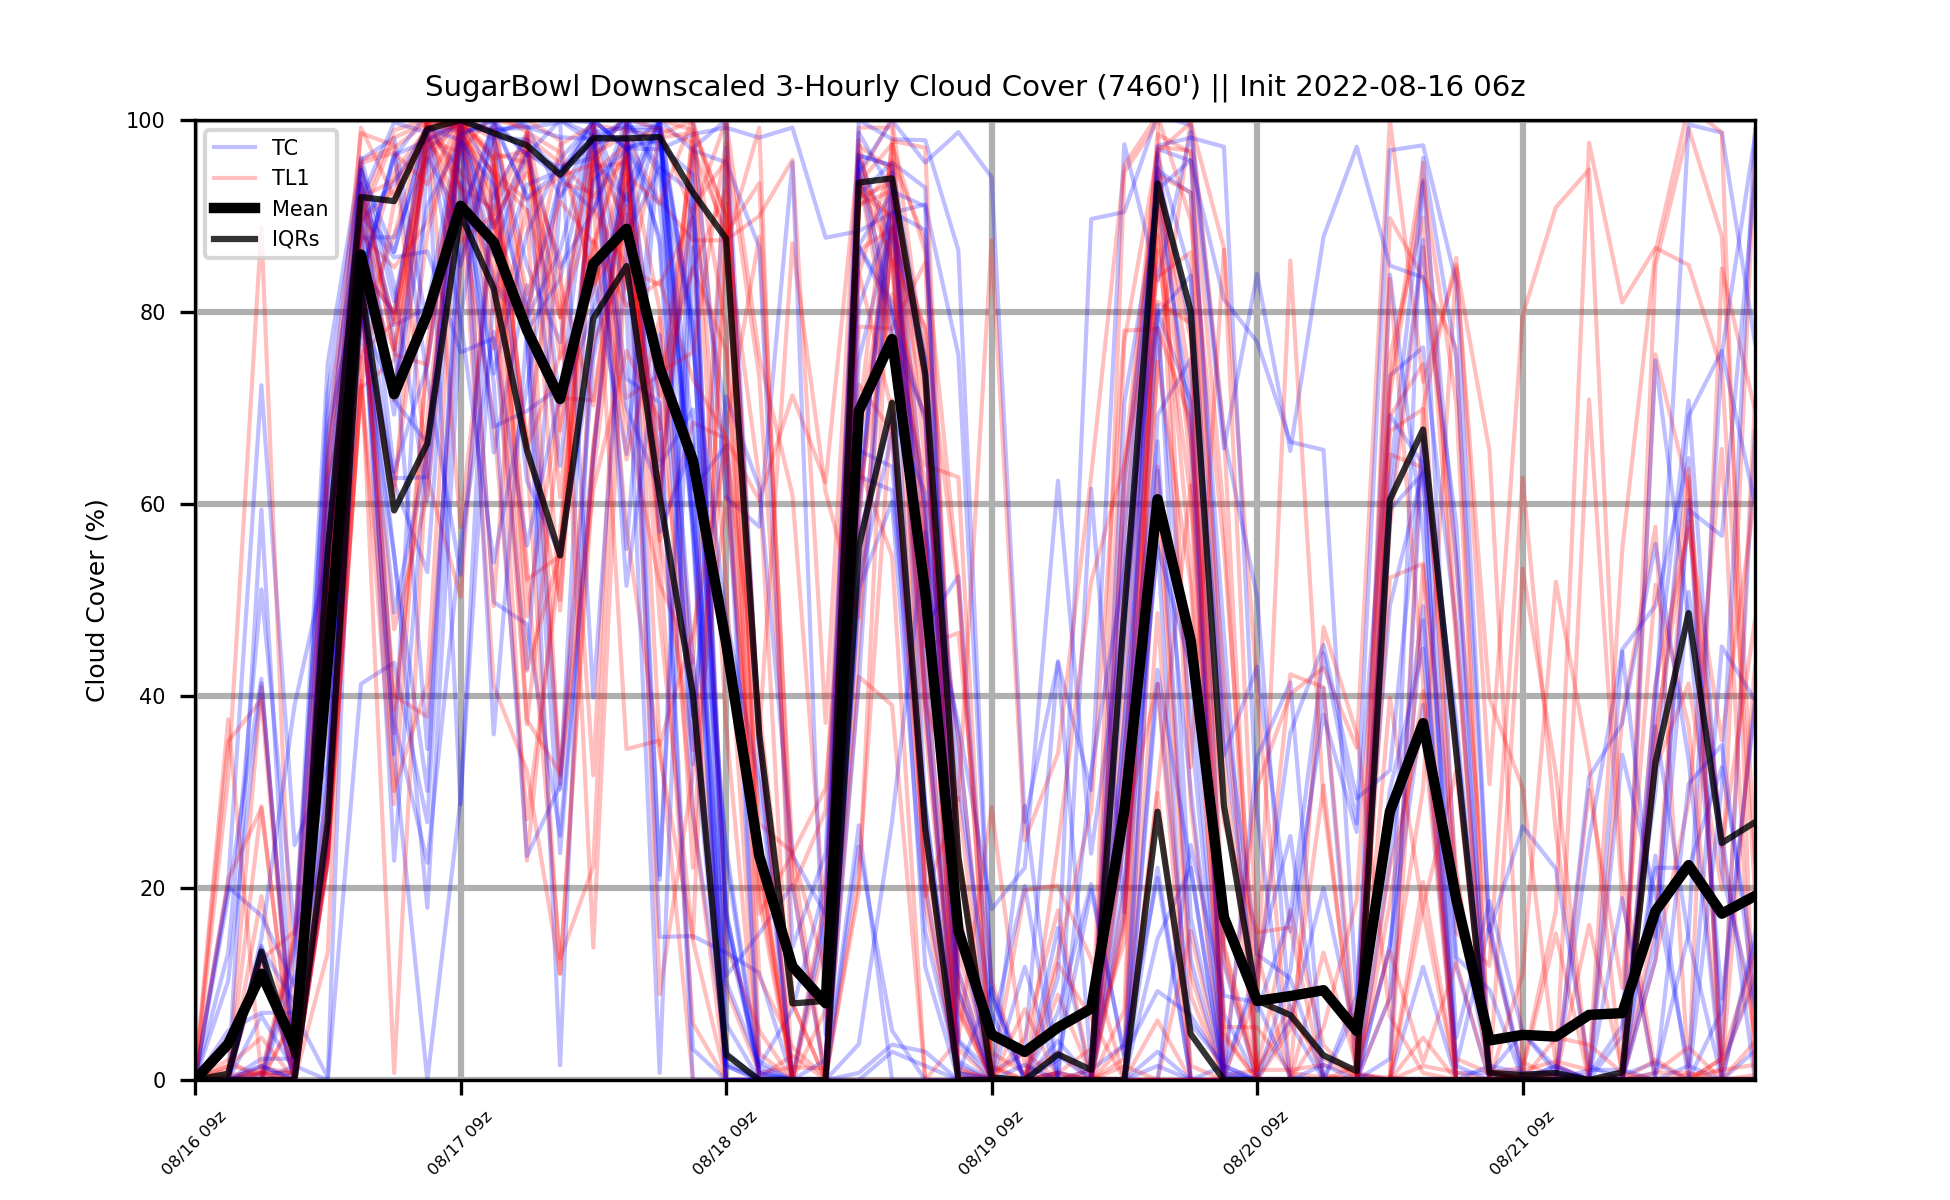 SugarBowl Downscaled 3-Hourly Cloud Cover (7460') || Init 2022-08-16 06z
TC
TL1
Mean
IQRs
Cloud Cover (%)
100
80
60
40
20
0
08/16 09z
08/17 09z
08/18 09z
08/19 09z
08/20 09z
08/21 09z